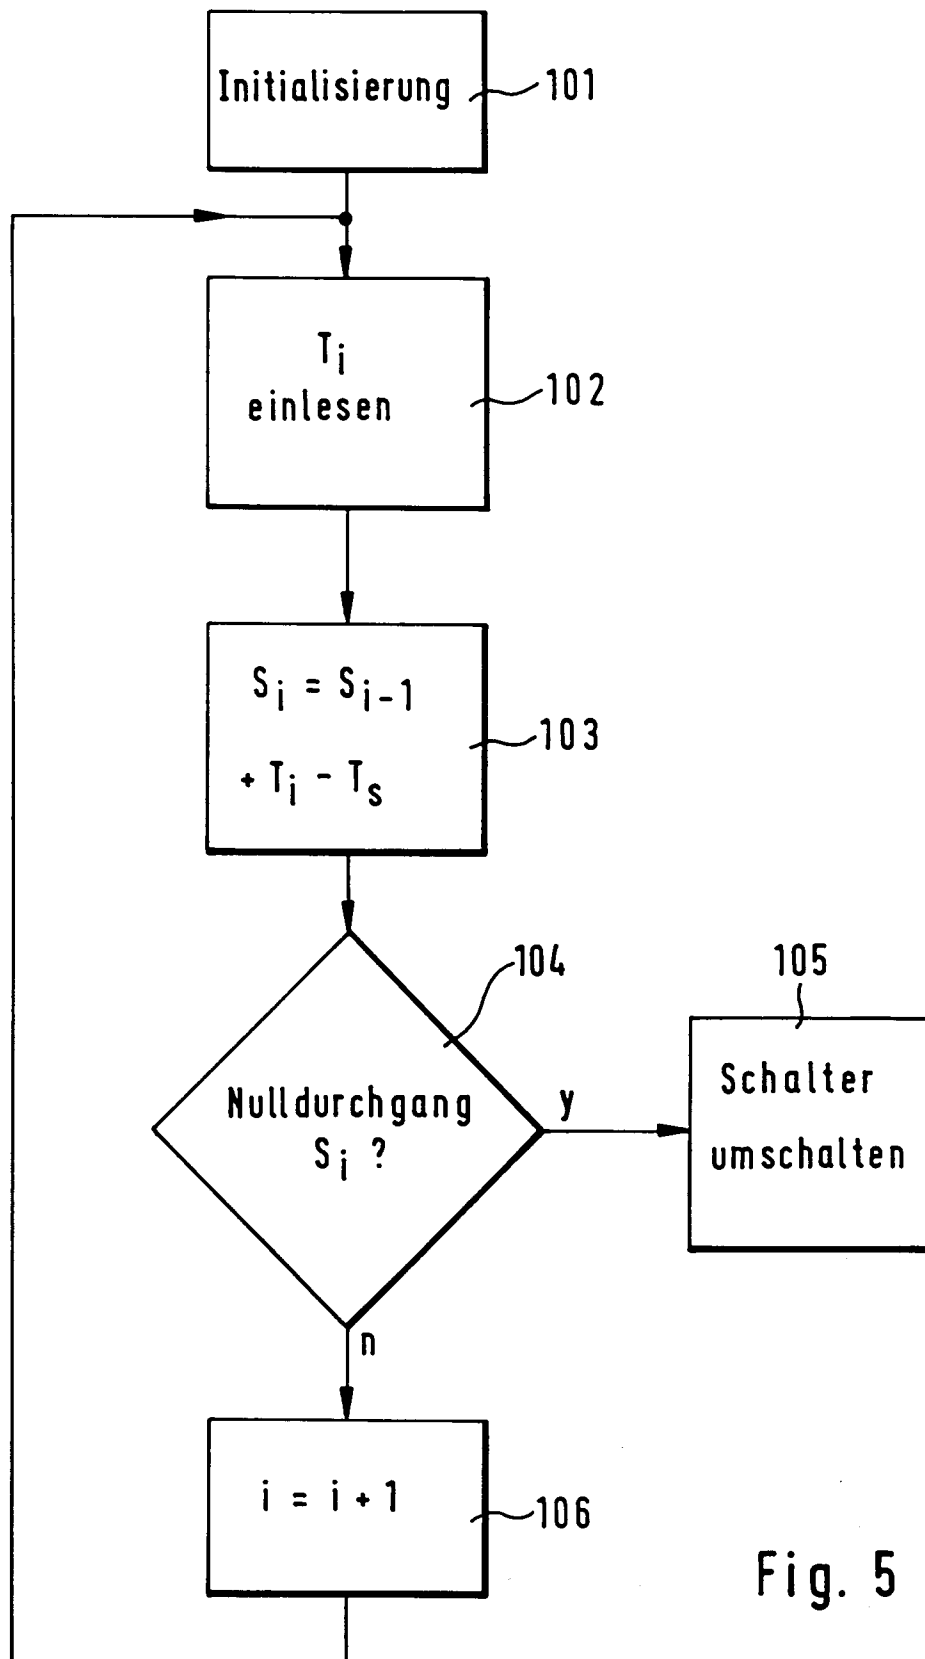 Initialisierung
101
T_i
einlesen
102
S_i = S_{i-1}
+ T_i - T_s
103
104
Nulldurchgang
S_i ?
y
105
Schalter
umschalten
n
i = i + 1
106
Fig. 5